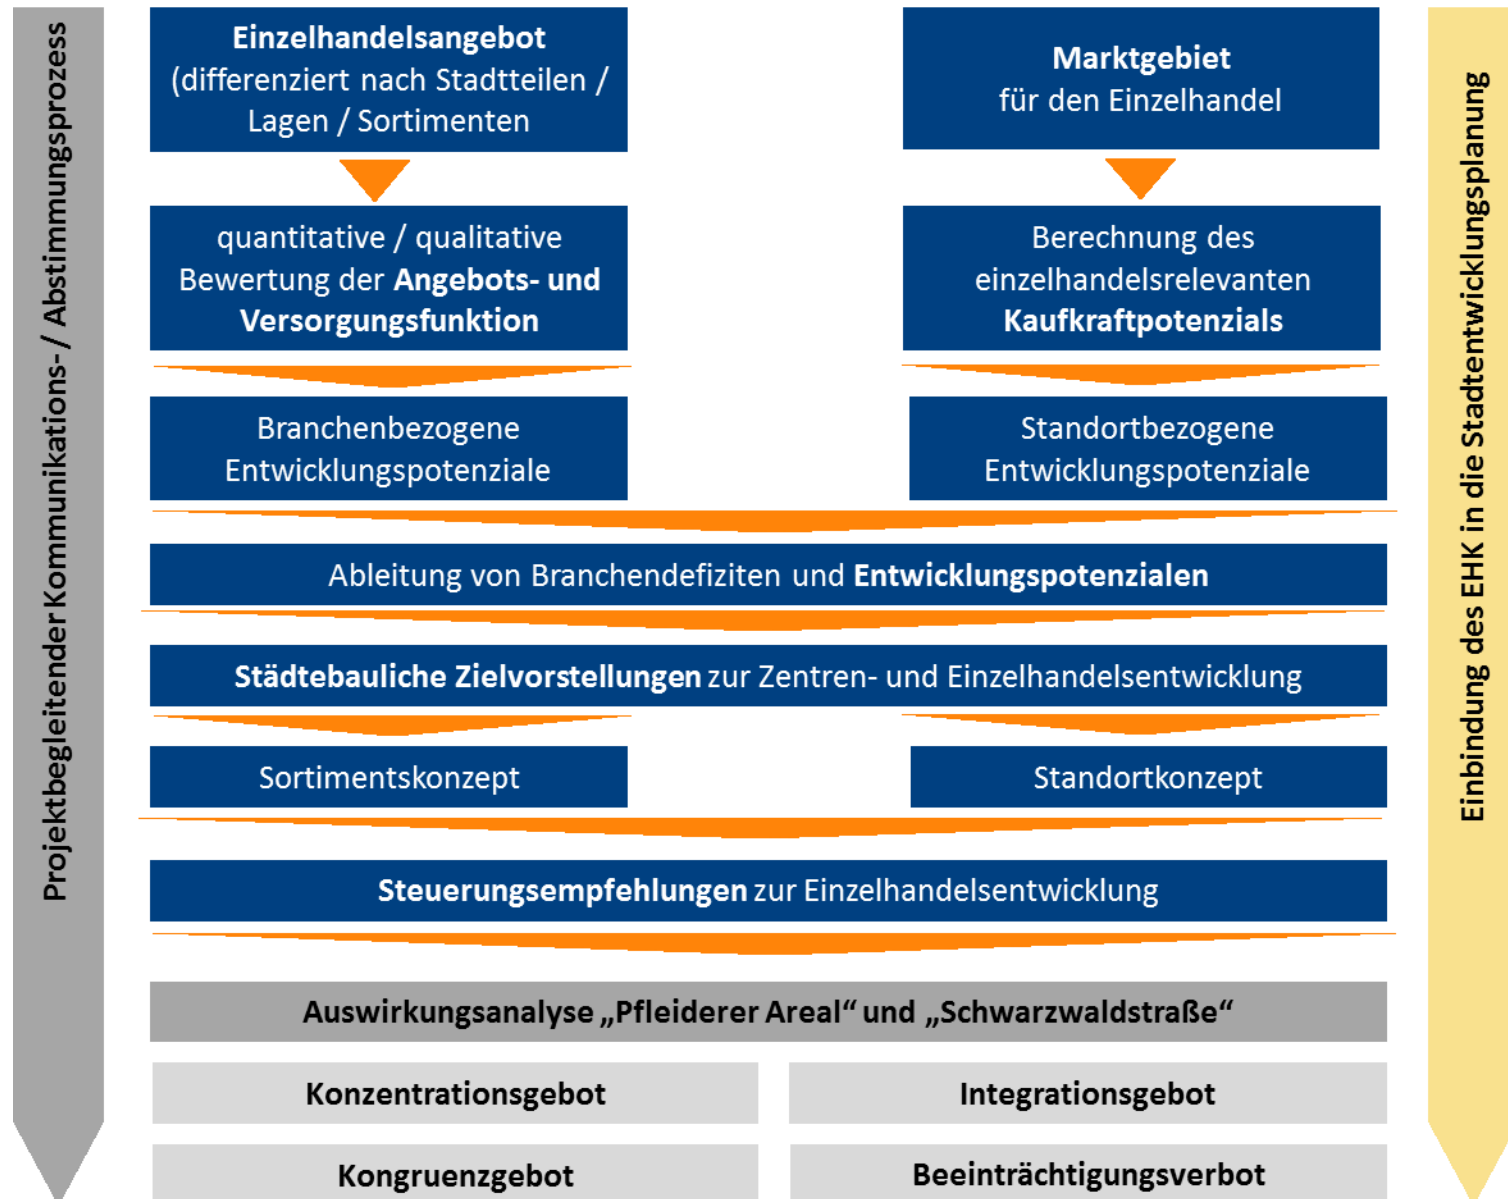 Projektbegleitender Kommunikations- / Abstimmungsprozess
Einzelhandelsangebot
(differenziert nach Stadtteilen /
Lagen / Sortimenten
Marktgebiet
für den Einzelhandel
quantitative / qualitative
Bewertung der Angebots- und
Versorgungsfunktion
Berechnung des
einzelhandelsrelevanten
Kaufkraftpotenzials
Branchenbezogene
Entwicklungspotenziale
Standortbezogene
Entwicklungspotenziale
Ableitung von Branchendefiziten und Entwicklungspotenzialen
Städtebauliche Zielvorstellungen zur Zentren- und Einzelhandelsentwicklung
Sortimentskonzept
Standortkonzept
Steuerungsempfehlungen zur Einzelhandelsentwicklung
Auswirkungsanalyse „Pfleiderer Areal“ und „Schwarzwaldstraße“
Konzentrationsgebot
Integrationsgebot
Kongruenzgebot
Beeinträchtigungsverbot
Einbindung des EHK in die Stadtentwicklungsplanung